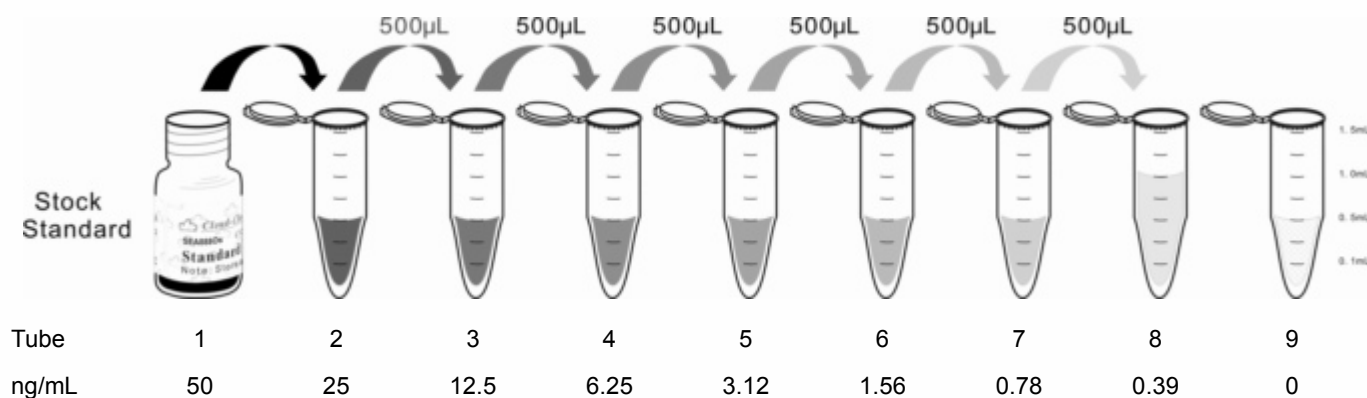 500µL 500µL 500µL 500µL 500µL 500µL
1.5mL
1.0mL
0.5mL
0.1mL
Stock
Standard
Standard
Note:
Tube 1 2 3 4 5 6 7 8 9
ng/mL 50 25 12.5 6.25 3.12 1.56 0.78 0.39 0